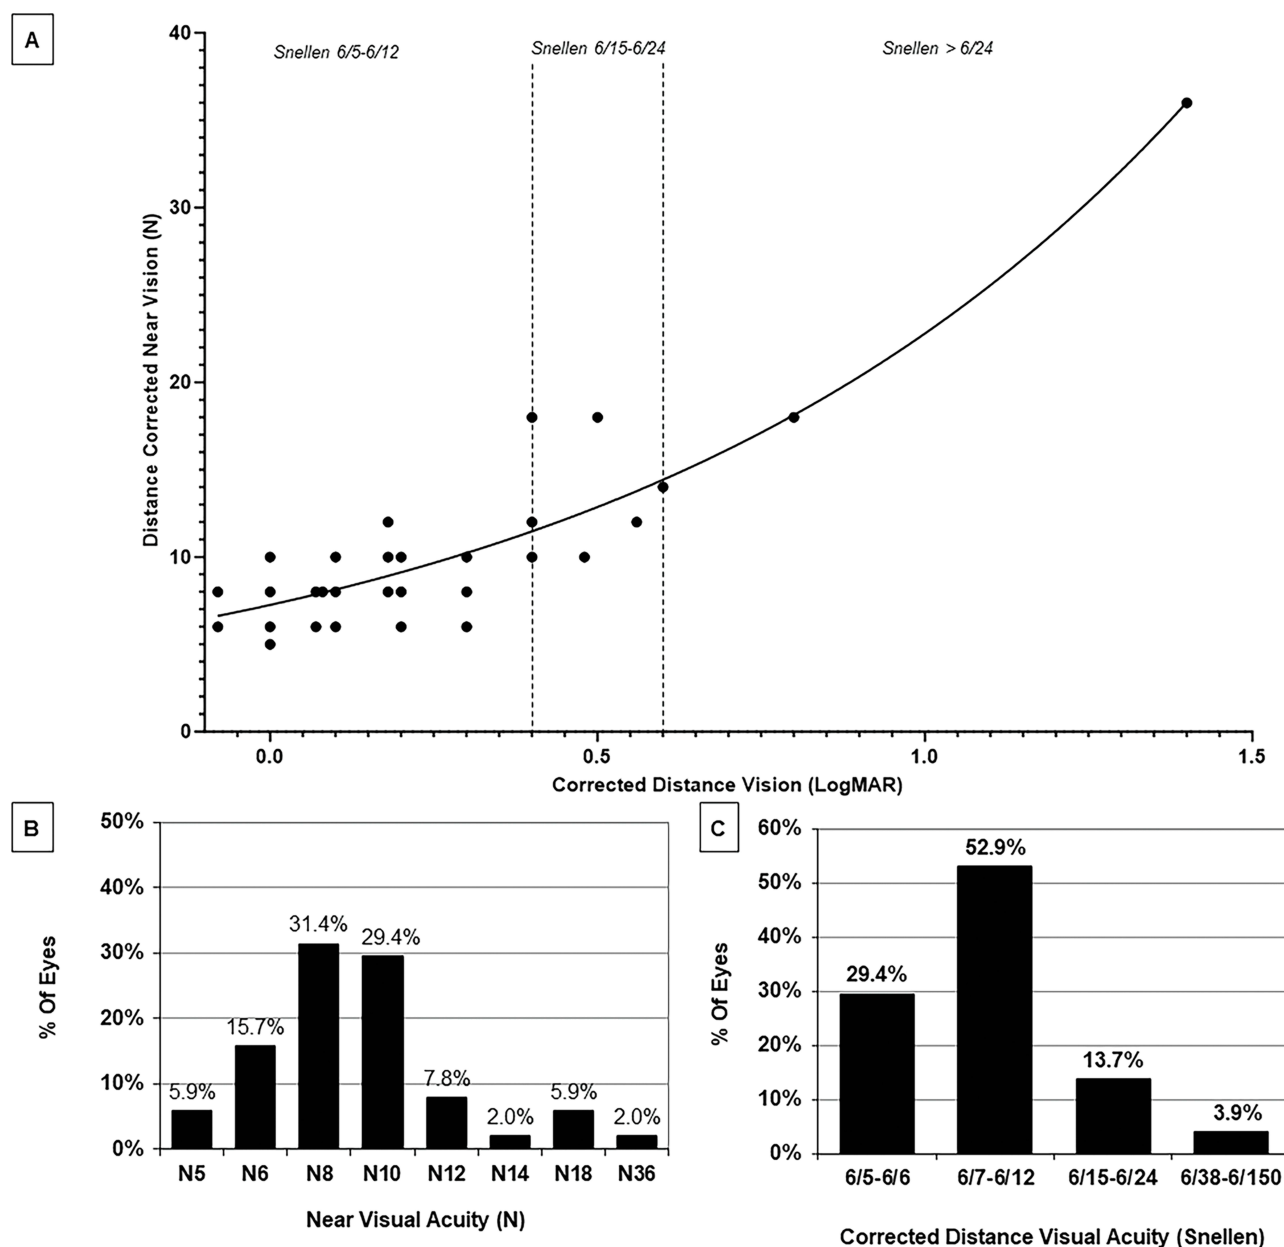 A
Snellen 6/5-6/12
Snellen 6/15-6/24
Snellen > 6/24
40
30
20
10
0
Distance Corrected Near Vision (N)
0.0
0.5
1.0
1.5
Corrected Distance Vision (LogMAR)
B
50%
40%
30%
20%
10%
0%
% Of Eyes
5.9%
15.7%
31.4%
29.4%
7.8%
2.0%
5.9%
2.0%
N5
N6
N8
N10
N12
N14
N18
N36
Near Visual Acuity (N)
C
60%
50%
40%
30%
20%
10%
0%
% Of Eyes
29.4%
52.9%
13.7%
3.9%
6/5-6/6
6/7-6/12
6/15-6/24
6/38-6/150
Corrected Distance Visual Acuity (Snellen)